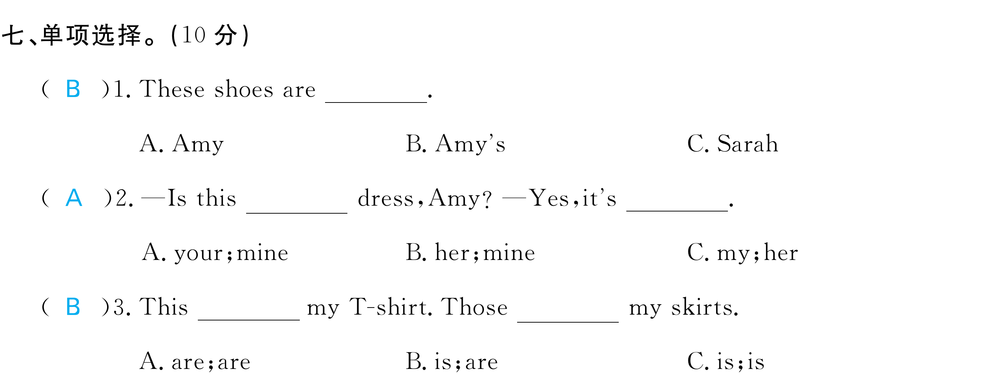 七、单项选择。(10 分)
( B )1. These shoes are ________.
A. Amy B. Amy's C. Sarah
( A )2. —Is this ________ dress,Amy? —Yes,it's ________.
A. your;mine B. her;mine C. my;her
( B )3. This ________ my T-shirt. Those ________ my skirts.
A. are;are B. is;are C. is;is